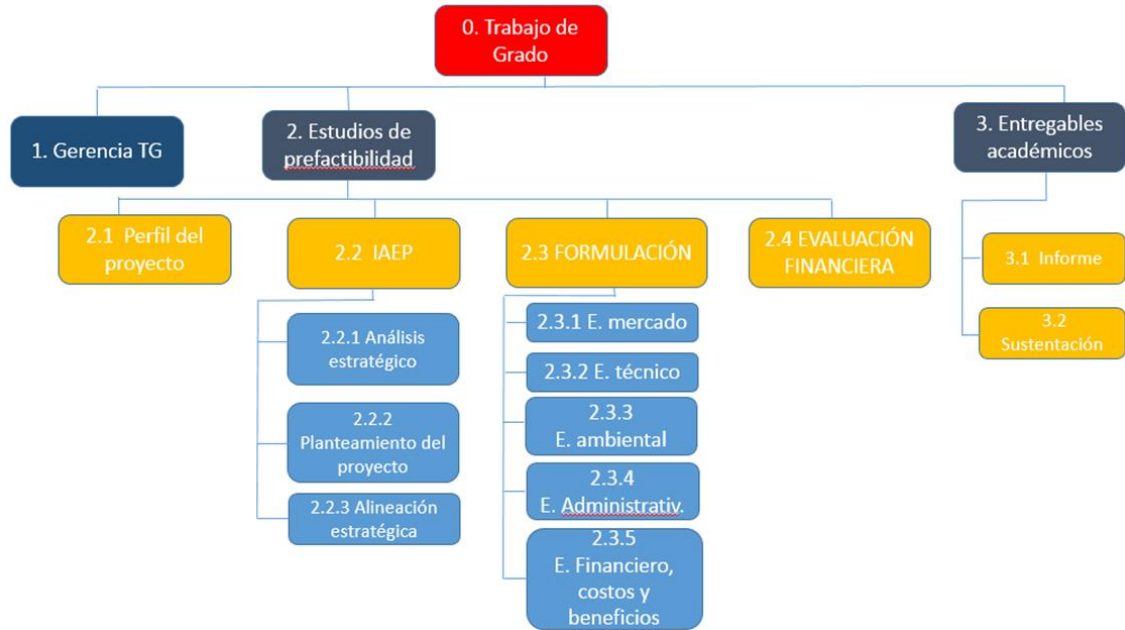 0. Trabajo de
Grado
1. Gerencia TG
2. Estudios de
prefactibilidad
3. Entregables
académicos
2.1 Perfil del
proyecto
2.2 IAEP
2.3 FORMULACIÓN
2.4 EVALUACIÓN
FINANCIERA
3.1 Informe
3.2
Sustentación
2.2.1 Análisis
estratégico
2.2.2
Planteamiento del
proyecto
2.2.3 Alineación
estratégica
2.3.1 E. mercado
2.3.2 E. técnico
2.3.3
E. ambiental
2.3.4
E. Administrativ.
2.3.5
E. Financiero,
costos y
beneficios